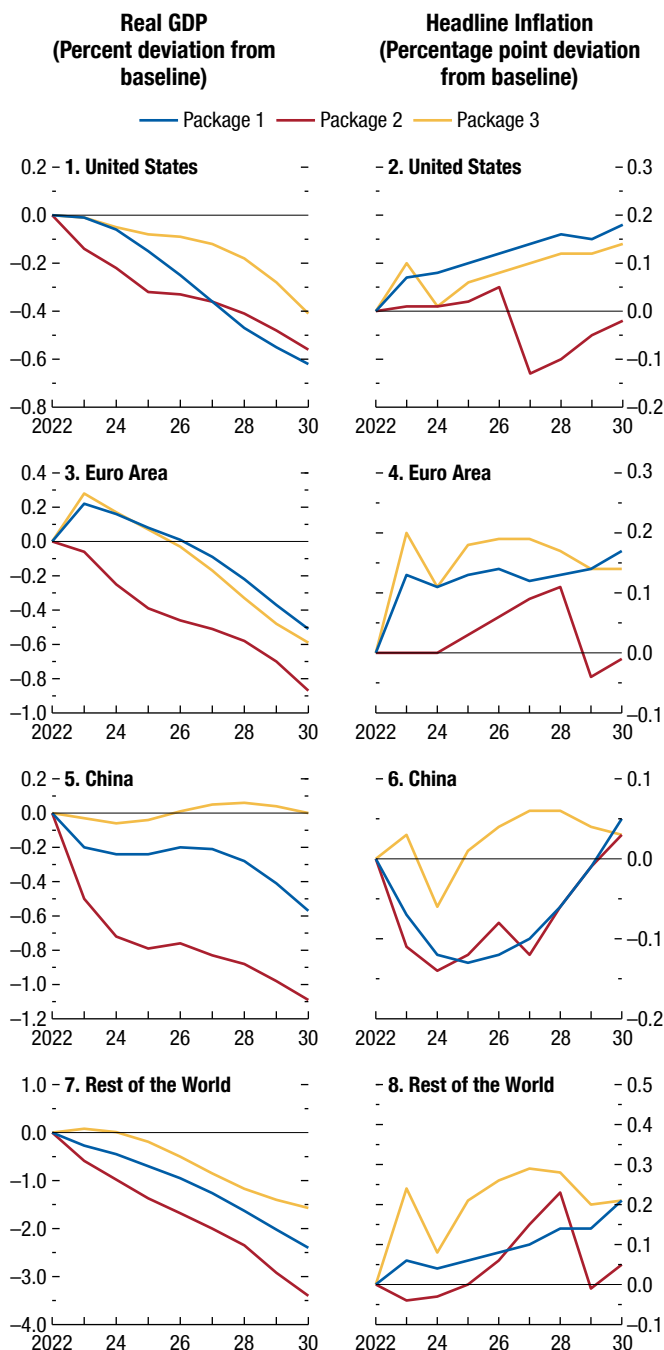 Real GDP
(Percent deviation from
baseline)
Headline Inflation
(Percentage point deviation
from baseline)
Package 1 Package 2 Package 3
1. United States
0.2
0.0
–0.2
–0.4
–0.6
–0.8
2022 24 26 28 30
2. United States
0.3
0.2
0.1
0.0
–0.1
–0.2
2022 24 26 28 30
3. Euro Area
0.4
0.2
0.0
–0.2
–0.4
–0.6
–0.8
–1.0
2022 24 26 28 30
4. Euro Area
0.3
0.2
0.1
0.0
–0.1
2022 24 26 28 30
5. China
0.2
0.0
–0.2
–0.4
–0.6
–0.8
–1.0
–1.2
2022 24 26 28 30
6. China
0.1
0.0
–0.1
–0.2
2022 24 26 28 30
7. Rest of the World
1.0
0.0
–1.0
–2.0
–3.0
–4.0
2022 24 26 28 30
8. Rest of the World
0.5
0.4
0.3
0.2
0.1
0.0
–0.1
2022 24 26 28 30